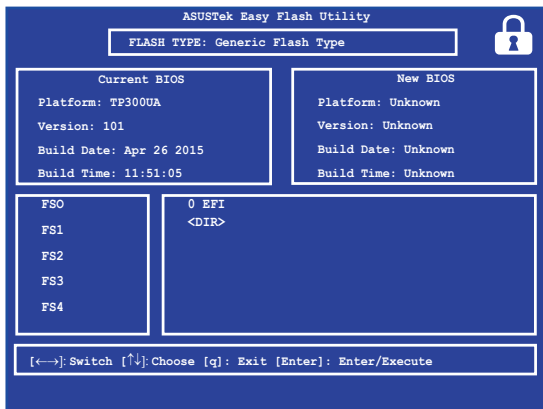 ASUSTek Easy Flash Utility
FLASH TYPE: Generic Flash Type
Current BIOS
Platform: TP300UA
Version: 101
Build Date: Apr 26 2015
Build Time: 11:51:05
New BIOS
Platform: Unknown
Version: Unknown
Build Date: Unknown
Build Time: Unknown
FSO
FS1
FS2
FS3
FS4
0 EFI
<DIR>
[←→]: Switch [↑↓]: Choose [q]: Exit [Enter]: Enter/Execute